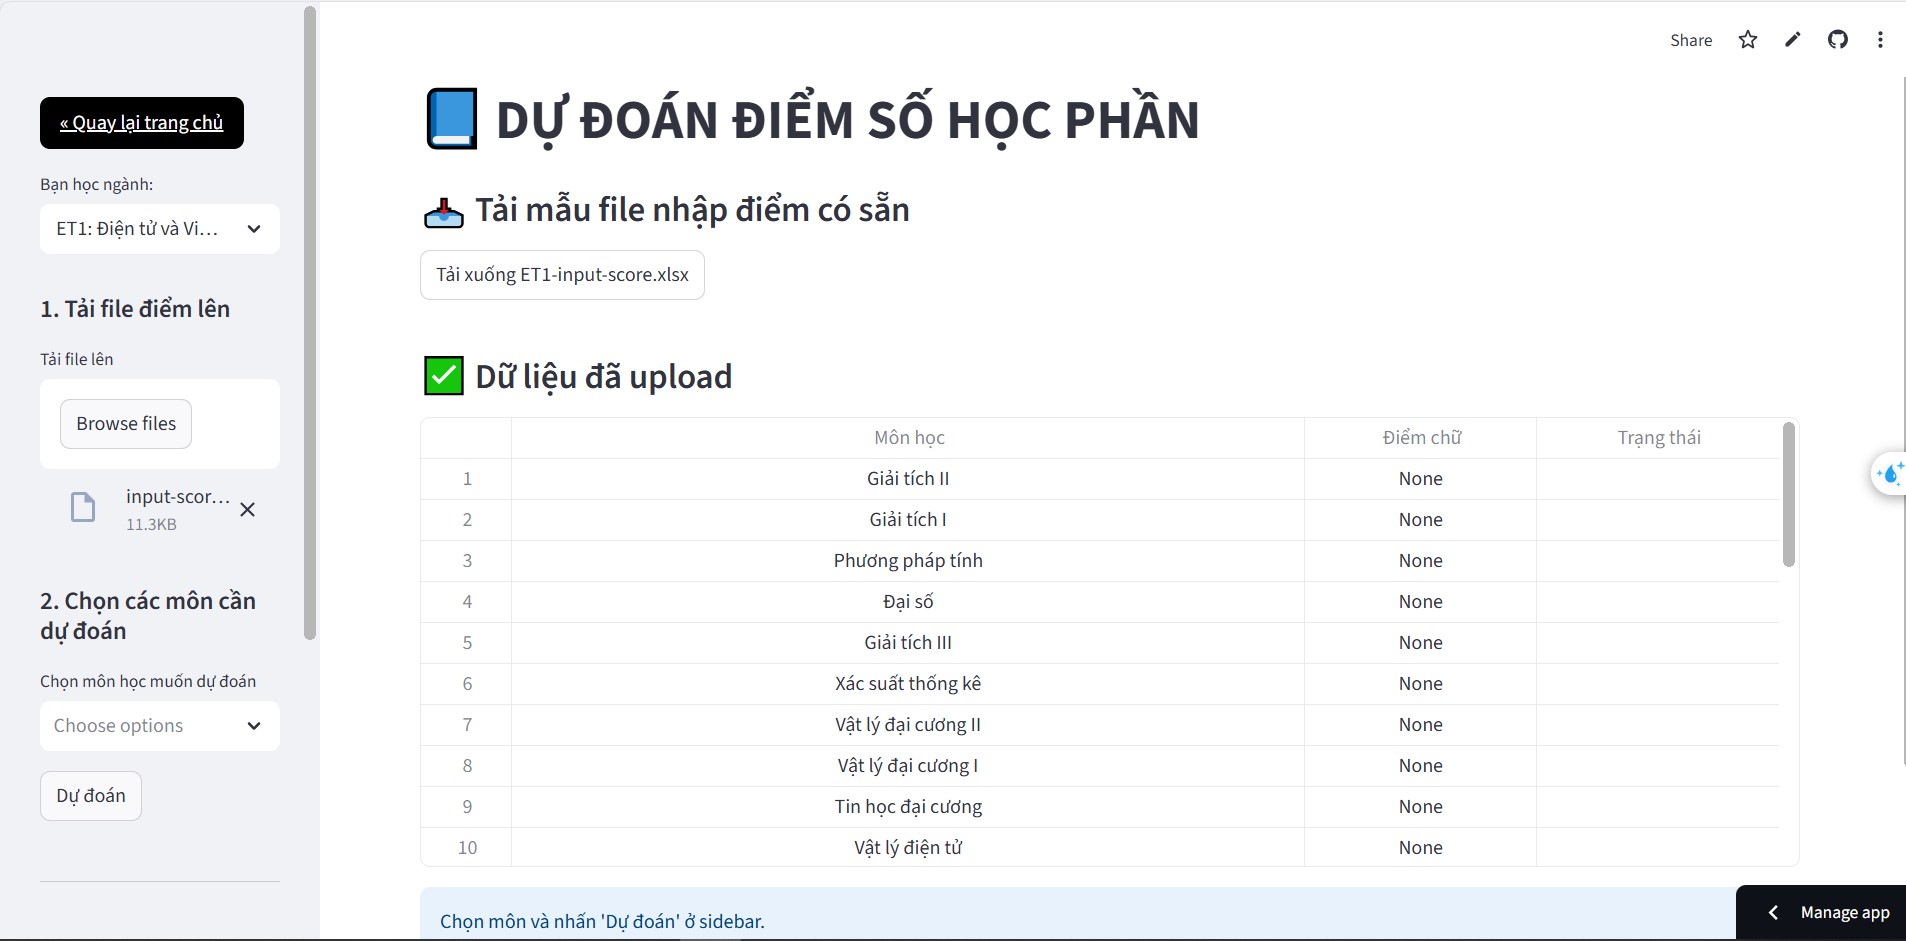 Share
« Quay lại trang chủ
Bạn học ngành:
ET1: Điện tử và Vi...
1. Tải file điểm lên
Tải file lên
Browse files
input-scor...
11.3KB
2. Chọn các môn cần
dự đoán
Chọn môn học muốn dự đoán
Choose options
Dự đoán
DỰ ĐOÁN ĐIỂM SỐ HỌC PHẦN
Tải mẫu file nhập điểm có sẵn
Tải xuống ET1-input-score.xlsx
Dữ liệu đã upload
Môn học Điểm chữ Trạng thái
1 Giải tích II None
2 Giải tích I None
3 Phương pháp tính None
4 Đại số None
5 Giải tích III None
6 Xác suất thống kê None
7 Vật lý đại cương II None
8 Vật lý đại cương I None
9 Tin học đại cương None
10 Vật lý điện tử None
Chọn môn và nhấn 'Dự đoán' ở sidebar.
Manage app